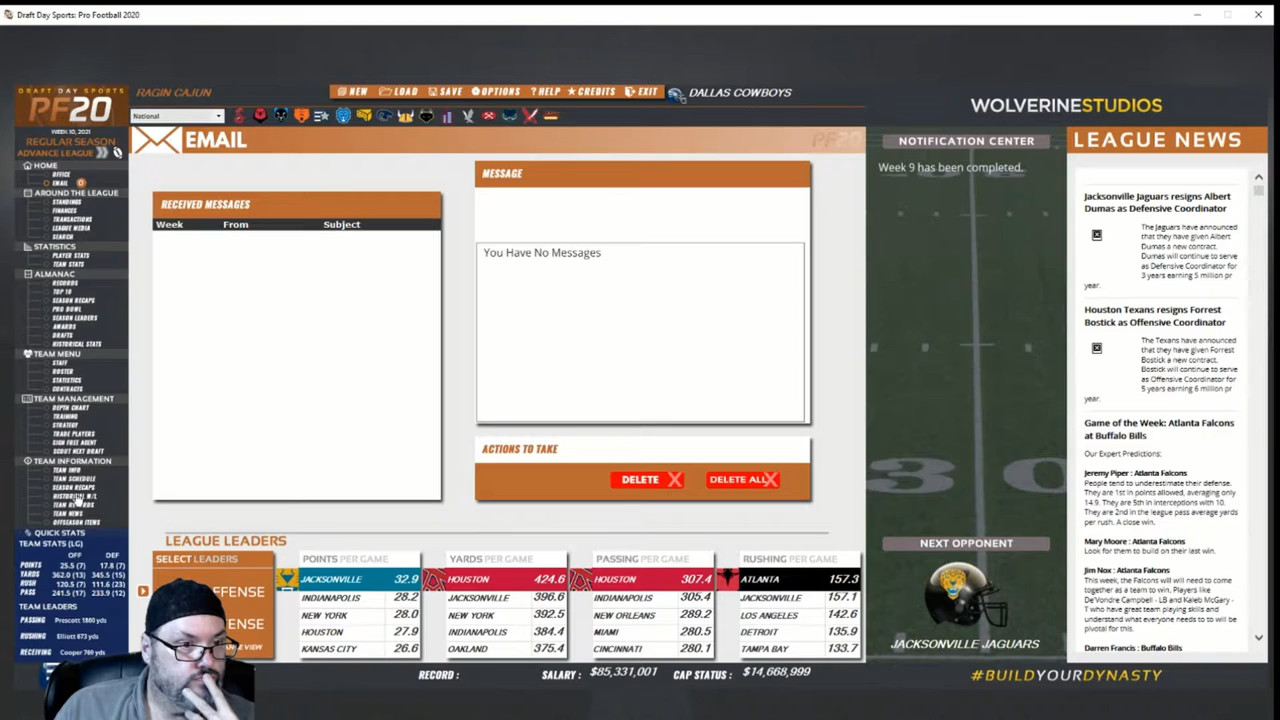 Draft Day Sports: Pro Football 2020
DRAFT DAY SPORTS
PF20
RAGIN CAJUN
NEW LOAD SAVE OPTIONS ? HELP CREDITS EXIT
DALLAS COWBOYS
National
WEEK 10, 2021
REGULAR SEASON
ADVANCE LEAGUE
HOME
OFFICE
EMAIL 0
AROUND THE LEAGUE
STANDINGS
FINANCES
TRANSACTIONS
LEAGUE MEDIA
SEARCH
STATISTICS
PLAYER STATS
TEAM STATS
ALMANAC
RECORDS
TOP 10
SEASON RECAPS
PRO BOWL
SEASON LEADERS
AWARDS
DRAFTS
HISTORICAL STATS
TEAM MENU
STAFF
ROSTER
STATISTICS
CONTRACTS
TEAM MANAGEMENT
DEPTH CHART
TRAINING
STRATEGY
TRADE PLAYERS
SIGN FREE AGENT
SCOUT NEXT DRAFT
TEAM INFORMATION
TEAM INFO
TEAM SCHEDULE
SEASON RECAPS
W/L
TEAM
TEAM NEWS
OFFSEASON ITEMS
QUICK STATS
TEAM STATS (LG)
OFF DEF
POINTS 25.5 (7) 17.8 (7)
YARDS 362.0 (13) 345.5 (15)
RUSH 120.5 (7) 111.6 (23)
PASS 241.5 (17) 233.9 (12)
TEAM LEADERS
PASSING Prescott 1860 yds
RUSHING Elliott 673 yds
RECEIVING Cooper 760 yds
EMAIL
PF20
RECEIVED MESSAGES
Week From Subject
MESSAGE
You Have No Messages
ACTIONS TO TAKE
DELETE X
DELETE ALL X
LEAGUE LEADERS
SELECT LEADERS
FENSE
FENSE
VIEW
POINTS PER GAME
JACKSONVILLE 32.9
INDIANAPOLIS 28.2
NEW YORK 28.0
HOUSTON 27.9
KANSAS CITY 26.6
YARDS PER GAME
HOUSTON 424.6
JACKSONVILLE 396.6
NEW YORK 392.5
INDIANAPOLIS 384.4
OAKLAND 375.4
PASSING PER GAME
HOUSTON 307.4
INDIANAPOLIS 305.4
NEW ORLEANS 289.2
MIAMI 280.5
CINCINNATI 280.1
RUSHING PER GAME
ATLANTA 157.3
JACKSONVILLE 157.1
LOS ANGELES 142.6
DETROIT 135.9
TAMPA BAY 133.7
RECORD :
SALARY : $85,331,001
CAP STATUS : $14,668,999
WOLVERINESTUDIOS
NOTIFICATION CENTER
Week 9 has been completed.
30
NEXT OPPONENT
JACKSONVILLE JAGUARS
LEAGUE NEWS
Jacksonville Jaguars resigns Albert
Dumas as Defensive Coordinator
The Jaguars have announced
that they have given Albert
Dumas a new contract.
Dumas will continue to serve
as Defensive Coordinator for
3 years earning 5 million pr
year.
Houston Texans resigns Forrest
Bostick as Offensive Coordinator
The Texans have announced
that they have given Forrest
Bostick a new contract.
Bostick will continue to serve
as Offensive Coordinator for
5 years earning 6 million pr
year.
Game of the Week: Atlanta Falcons
at Buffalo Bills
Our Expert Predictions:
Jeremy Piper : Atlanta Falcons
People tend to underestimate their defense.
They are 1st in points allowed, averaging only
14.9. They are 5th in interceptions with 10.
They are 2nd in the league pass average yards
per rush. A close win.
Mary Moore : Atlanta Falcons
Look for them to build on their last win.
Jim Nox : Atlanta Falcons
This week, the Falcons will will need to come
together as a team to win. Players like
De'Vondre Campbell - LB and Kaleb McGary -
T who have great team playing skills and
understand what everyone needs to to will be
pivotal for this.
Darren Francis : Buffalo Bills
#BUILDYOURDYNASTY